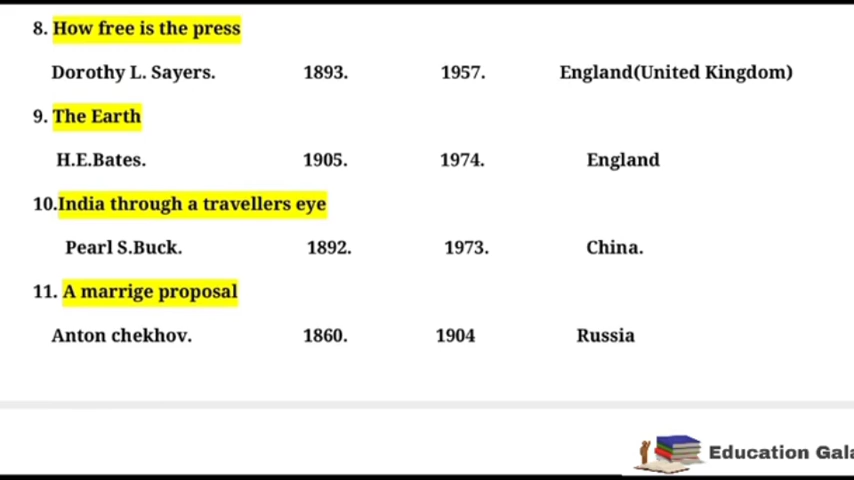 8. How free is the press
Dorothy L. Sayers. 1893. 1957. England(United Kingdom)
9. The Earth
H.E.Bates. 1905. 1974. England
10.India through a travellers eye
Pearl S.Buck. 1892. 1973. China.
11. A marrige proposal
Anton chekhov. 1860. 1904 Russia
Education Gala